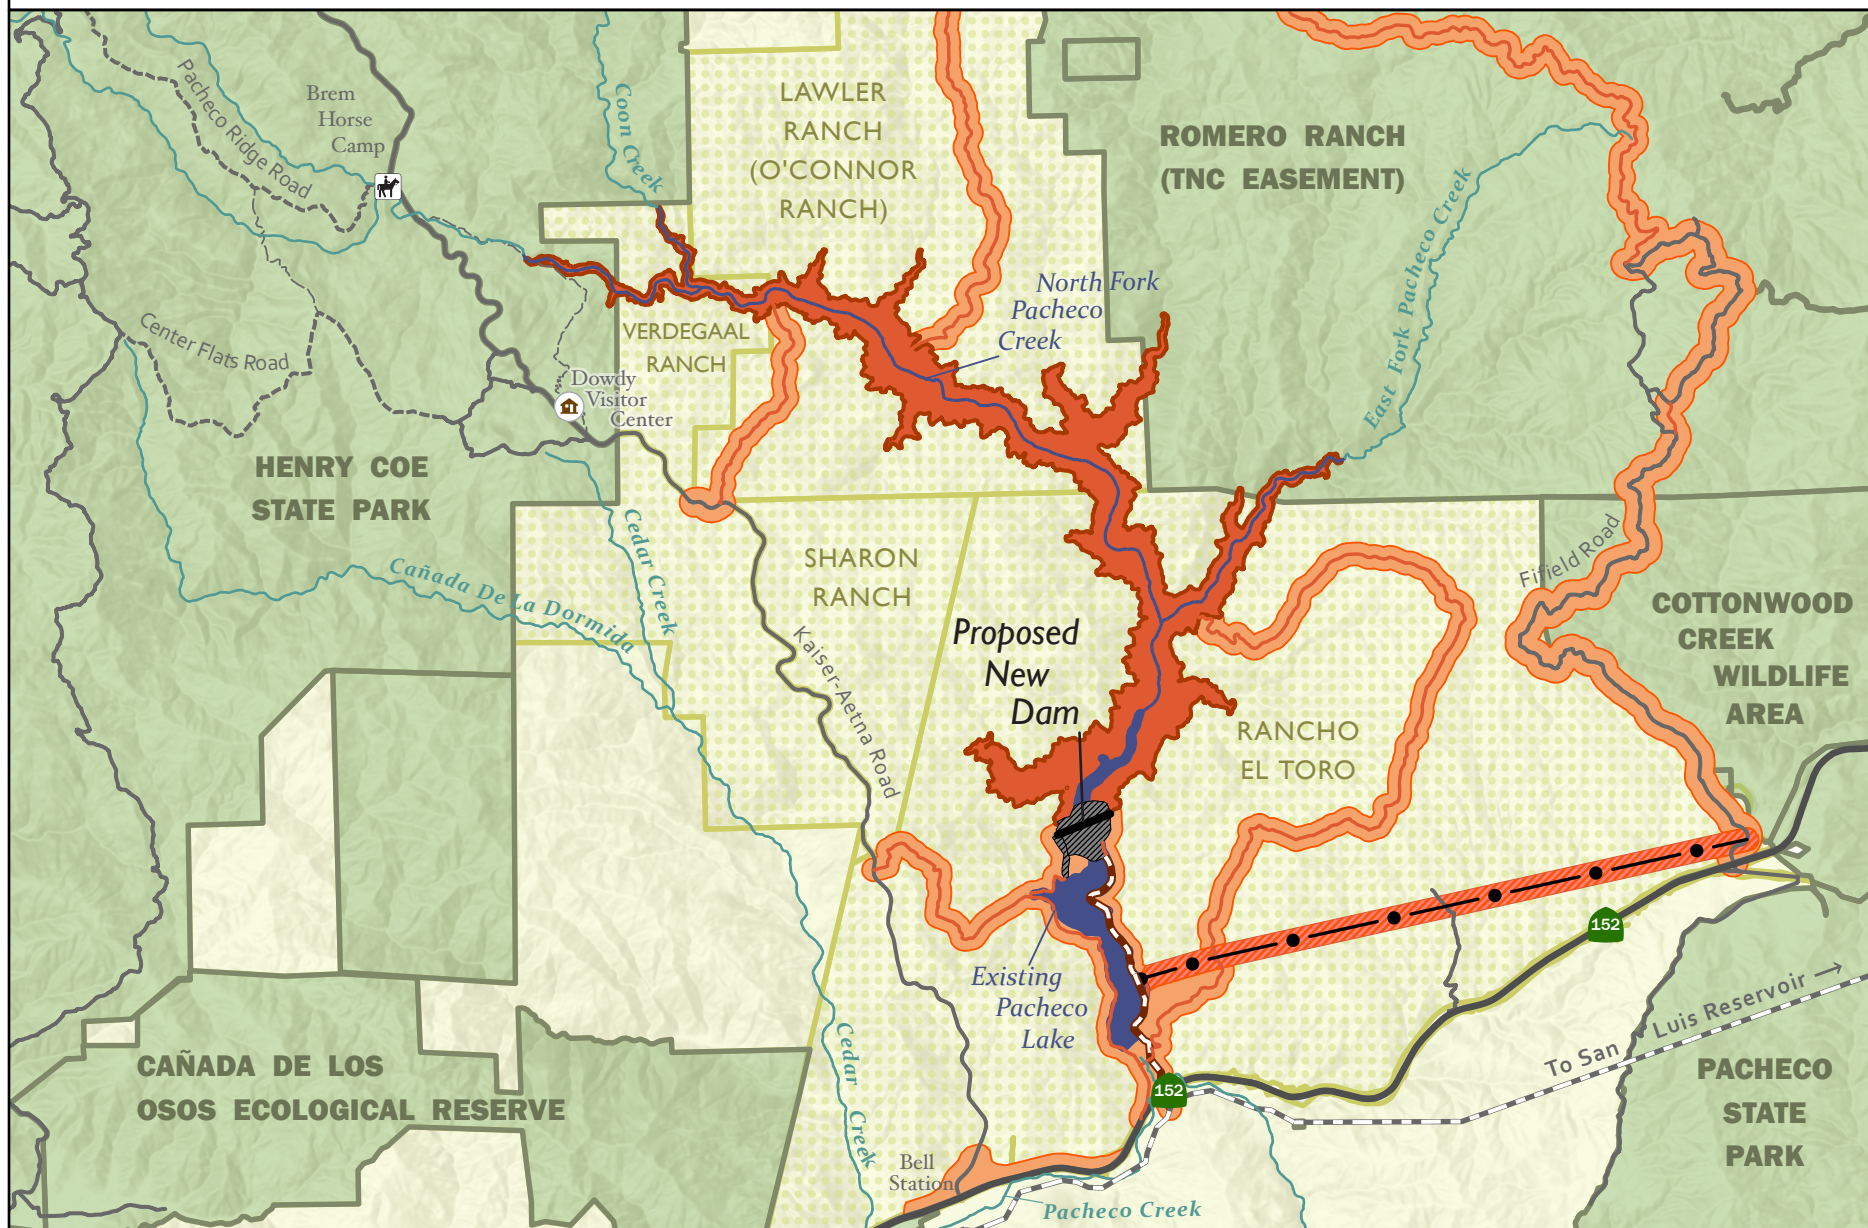 Pacheco Ridge Road
Brem
Horse
Camp
Coon Creek
LAWLER
RANCH
(O'CONNOR
RANCH)
ROMERO RANCH
(TNC EASEMENT)
East Fork Pacheco Creek
North Fork
Pacheco
Creek
Center Flats Road
VERDEGAAL
RANCH
Dowdy
Visitor
Center
HENRY COE
STATE PARK
Cedar Creek
Cañada De La Dormida
SHARON
RANCH
Kaiser-Aetna Road
Proposed
New
Dam
Fifield Road
COTTONWOOD
CREEK
WILDLIFE
AREA
RANCHO
EL TORO
152
Existing
Pacheco
Lake
To San Luis Reservoir →
152
CAÑADA DE LOS
OSOS ECOLOGICAL RESERVE
Cedar Creek
PACHECO
STATE
PARK
Bell
Station
Pacheco Creek